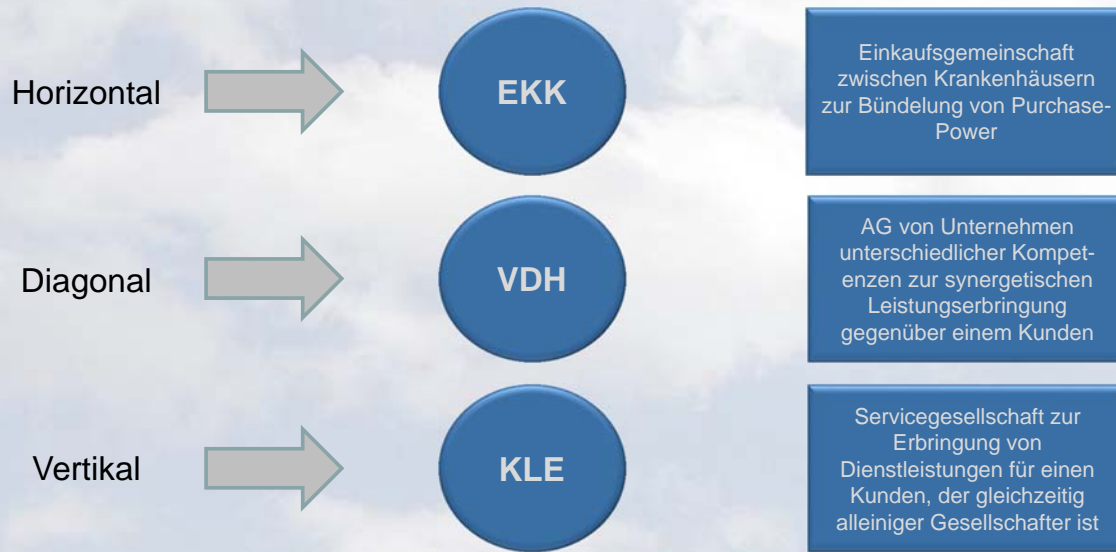 Horizontal
EKK
Einkaufsgemeinschaft
zwischen Krankenhäusern
zur Bündelung von Purchase-
Power
Diagonal
VDH
AG von Unternehmen
unterschiedlicher Kompet-
enzen zur synergetischen
Leistungserbringung
gegenüber einem Kunden
Vertikal
KLE
Servicegesellschaft zur
Erbringung von
Dienstleistungen für einen
Kunden, der gleichzeitig
alleiniger Gesellschafter ist